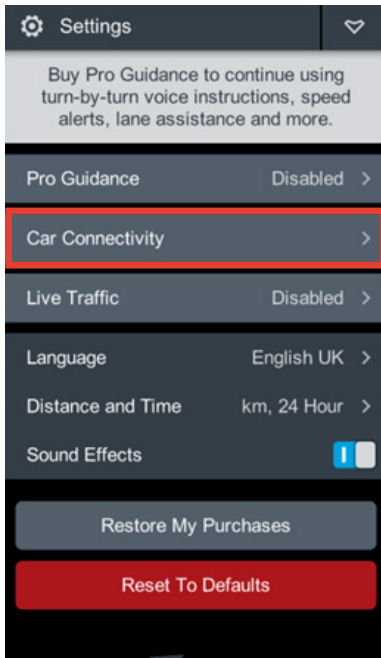 Settings
Buy Pro Guidance to continue using
turn-by-turn voice instructions, speed
alerts, lane assistance and more.
Pro Guidance Disabled >
Car Connectivity >
Live Traffic Disabled >
Language English UK >
Distance and Time km, 24 Hour >
Sound Effects
Restore My Purchases
Reset To Defaults